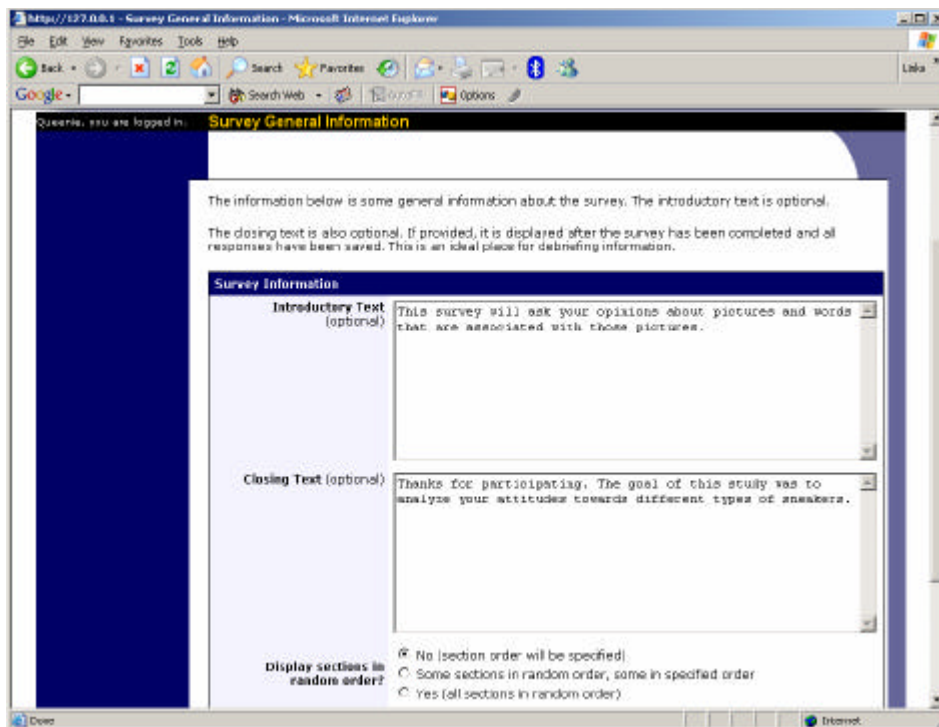 http://127.0.0.1 - Survey General Information - Microsoft Internet Explorer
File Edit View Favorites Tools Help
Back Search Favorites
Links
Google Search Web AutoFill Options
Queenie, you are logged in. Survey General Information
The information below is some general information about the survey. The introductory text is optional.
The closing text is also optional. If provided, it is displayed after the survey has been completed and all
responses have been saved. This is an ideal place for debriefing information.
Survey Information
Introductory Text
(optional)
This survey will ask your opinions about pictures and words
that are associated with those pictures.
Closing Text (optional)
Thanks for participating. The goal of this study was to
analyze your attitudes towards different types of sneakers.
Display sections in
random order?
No (section order will be specified)
Some sections in random order, some in specified order
Yes (all sections in random order)
Done
Internet